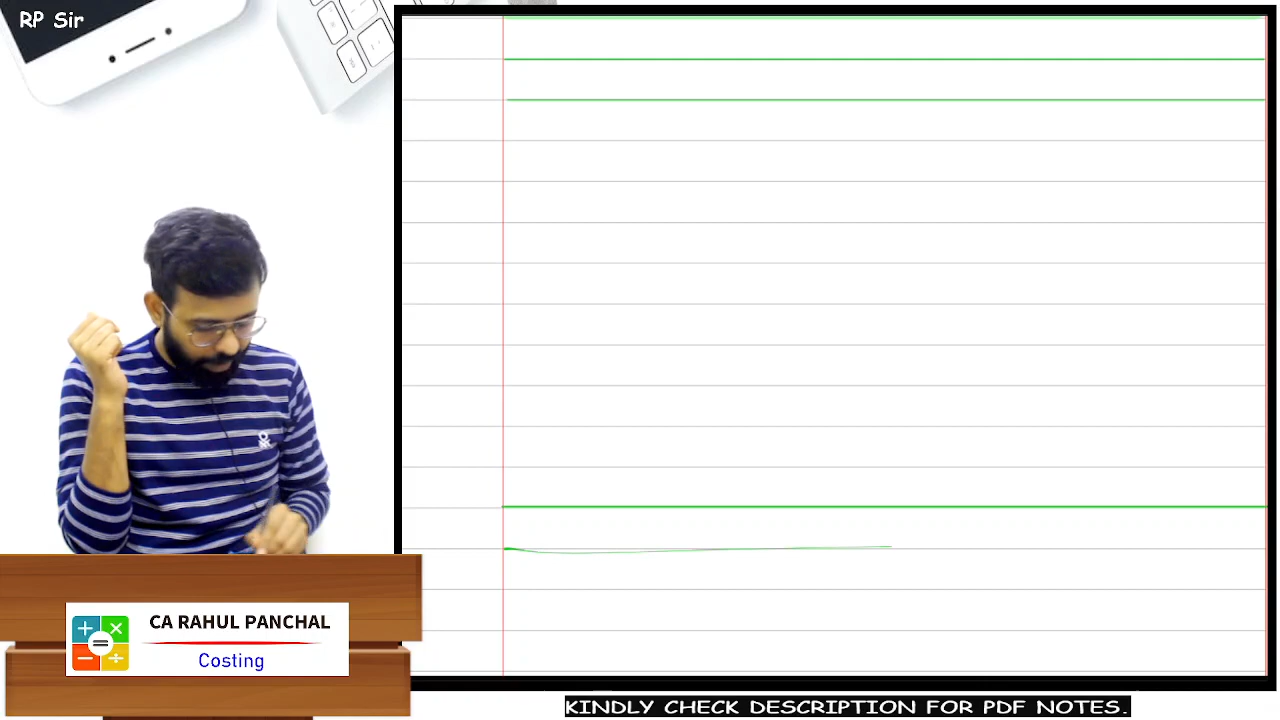 RP Sir
CA RAHUL PANCHAL
Costing
KINDLY CHECK DESCRIPTION FOR PDF NOTES.